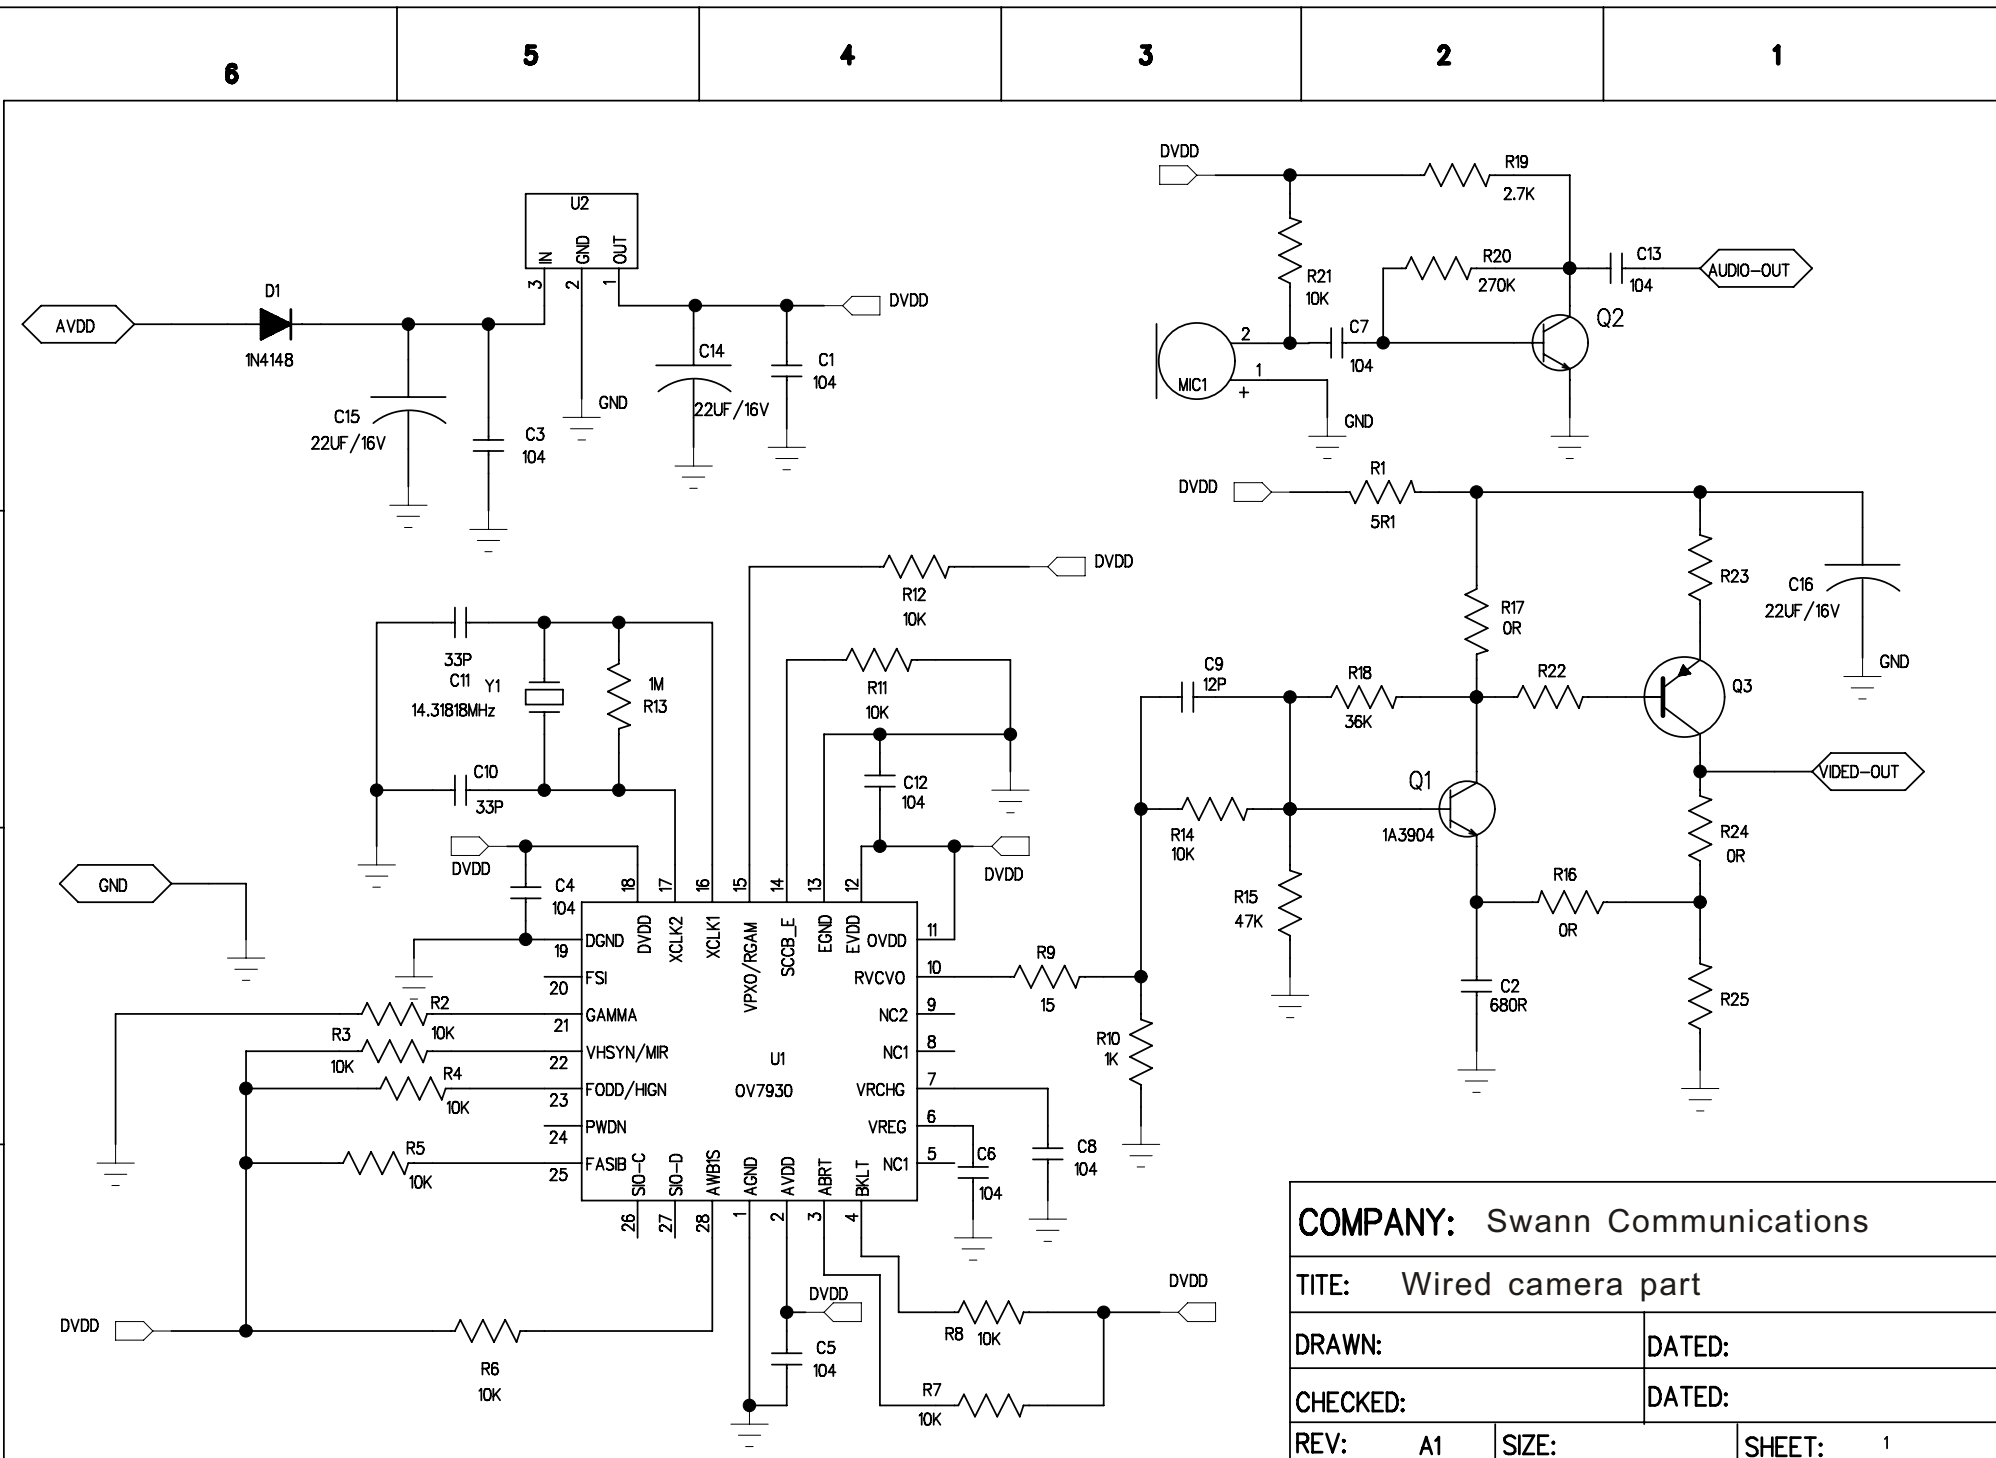 6
5
4
3
2
1
U2
IN
GND
OUT
3
2
1
AVDD
D1
1N4148
C15
22UF/16V
C3
104
GND
C14
22UF/16V
C1
104
DVDD
DVDD
R19
2.7K
R21
10K
R20
270K
C13
104
AUDIO-OUT
Q2
C7
104
MIC1
2
1
+
GND
DVDD
R1
5R1
R17
0R
R23
C16
22UF/16V
GND
Q3
R22
R18
36K
C9
12P
Q1
1A3904
VIDED-OUT
R24
0R
R14
10K
R15
47K
R16
0R
C2
680R
R25
R12
10K
DVDD
R11
10K
33P
C11
Y1
14.31818MHz
1M
R13
C10
33P
C12
104
DVDD
DVDD
C4
104
GND
18
17
16
15
14
13
12
DVDD
XCLK2
XCLK1
VPXO/RGAM
SCCB_E
EGND
EVDD
19
DGND
20
FSI
21
GAMMA
22
VHSYN/MIR
23
FODD/HIGN
24
PWDN
25
FASIB
U1
OV7930
OVDD
11
RVCVO
10
NC2
9
NC1
8
VRCHG
7
VREG
6
NC1
5
SIO-C
SIO-D
AWB1S
AGND
AVDD
ABRT
BKLT
26
27
28
1
2
3
4
R2
10K
R3
10K
R4
10K
R5
10K
R9
15
R10
1K
C6
104
C8
104
DVDD
R6
10K
DVDD
C5
104
R8
10K
R7
10K
DVDD
COMPANY: Swann Communications
TITE: Wired camera part
DRAWN: DATED:
CHECKED: DATED:
REV: A1 SIZE: SHEET: 1